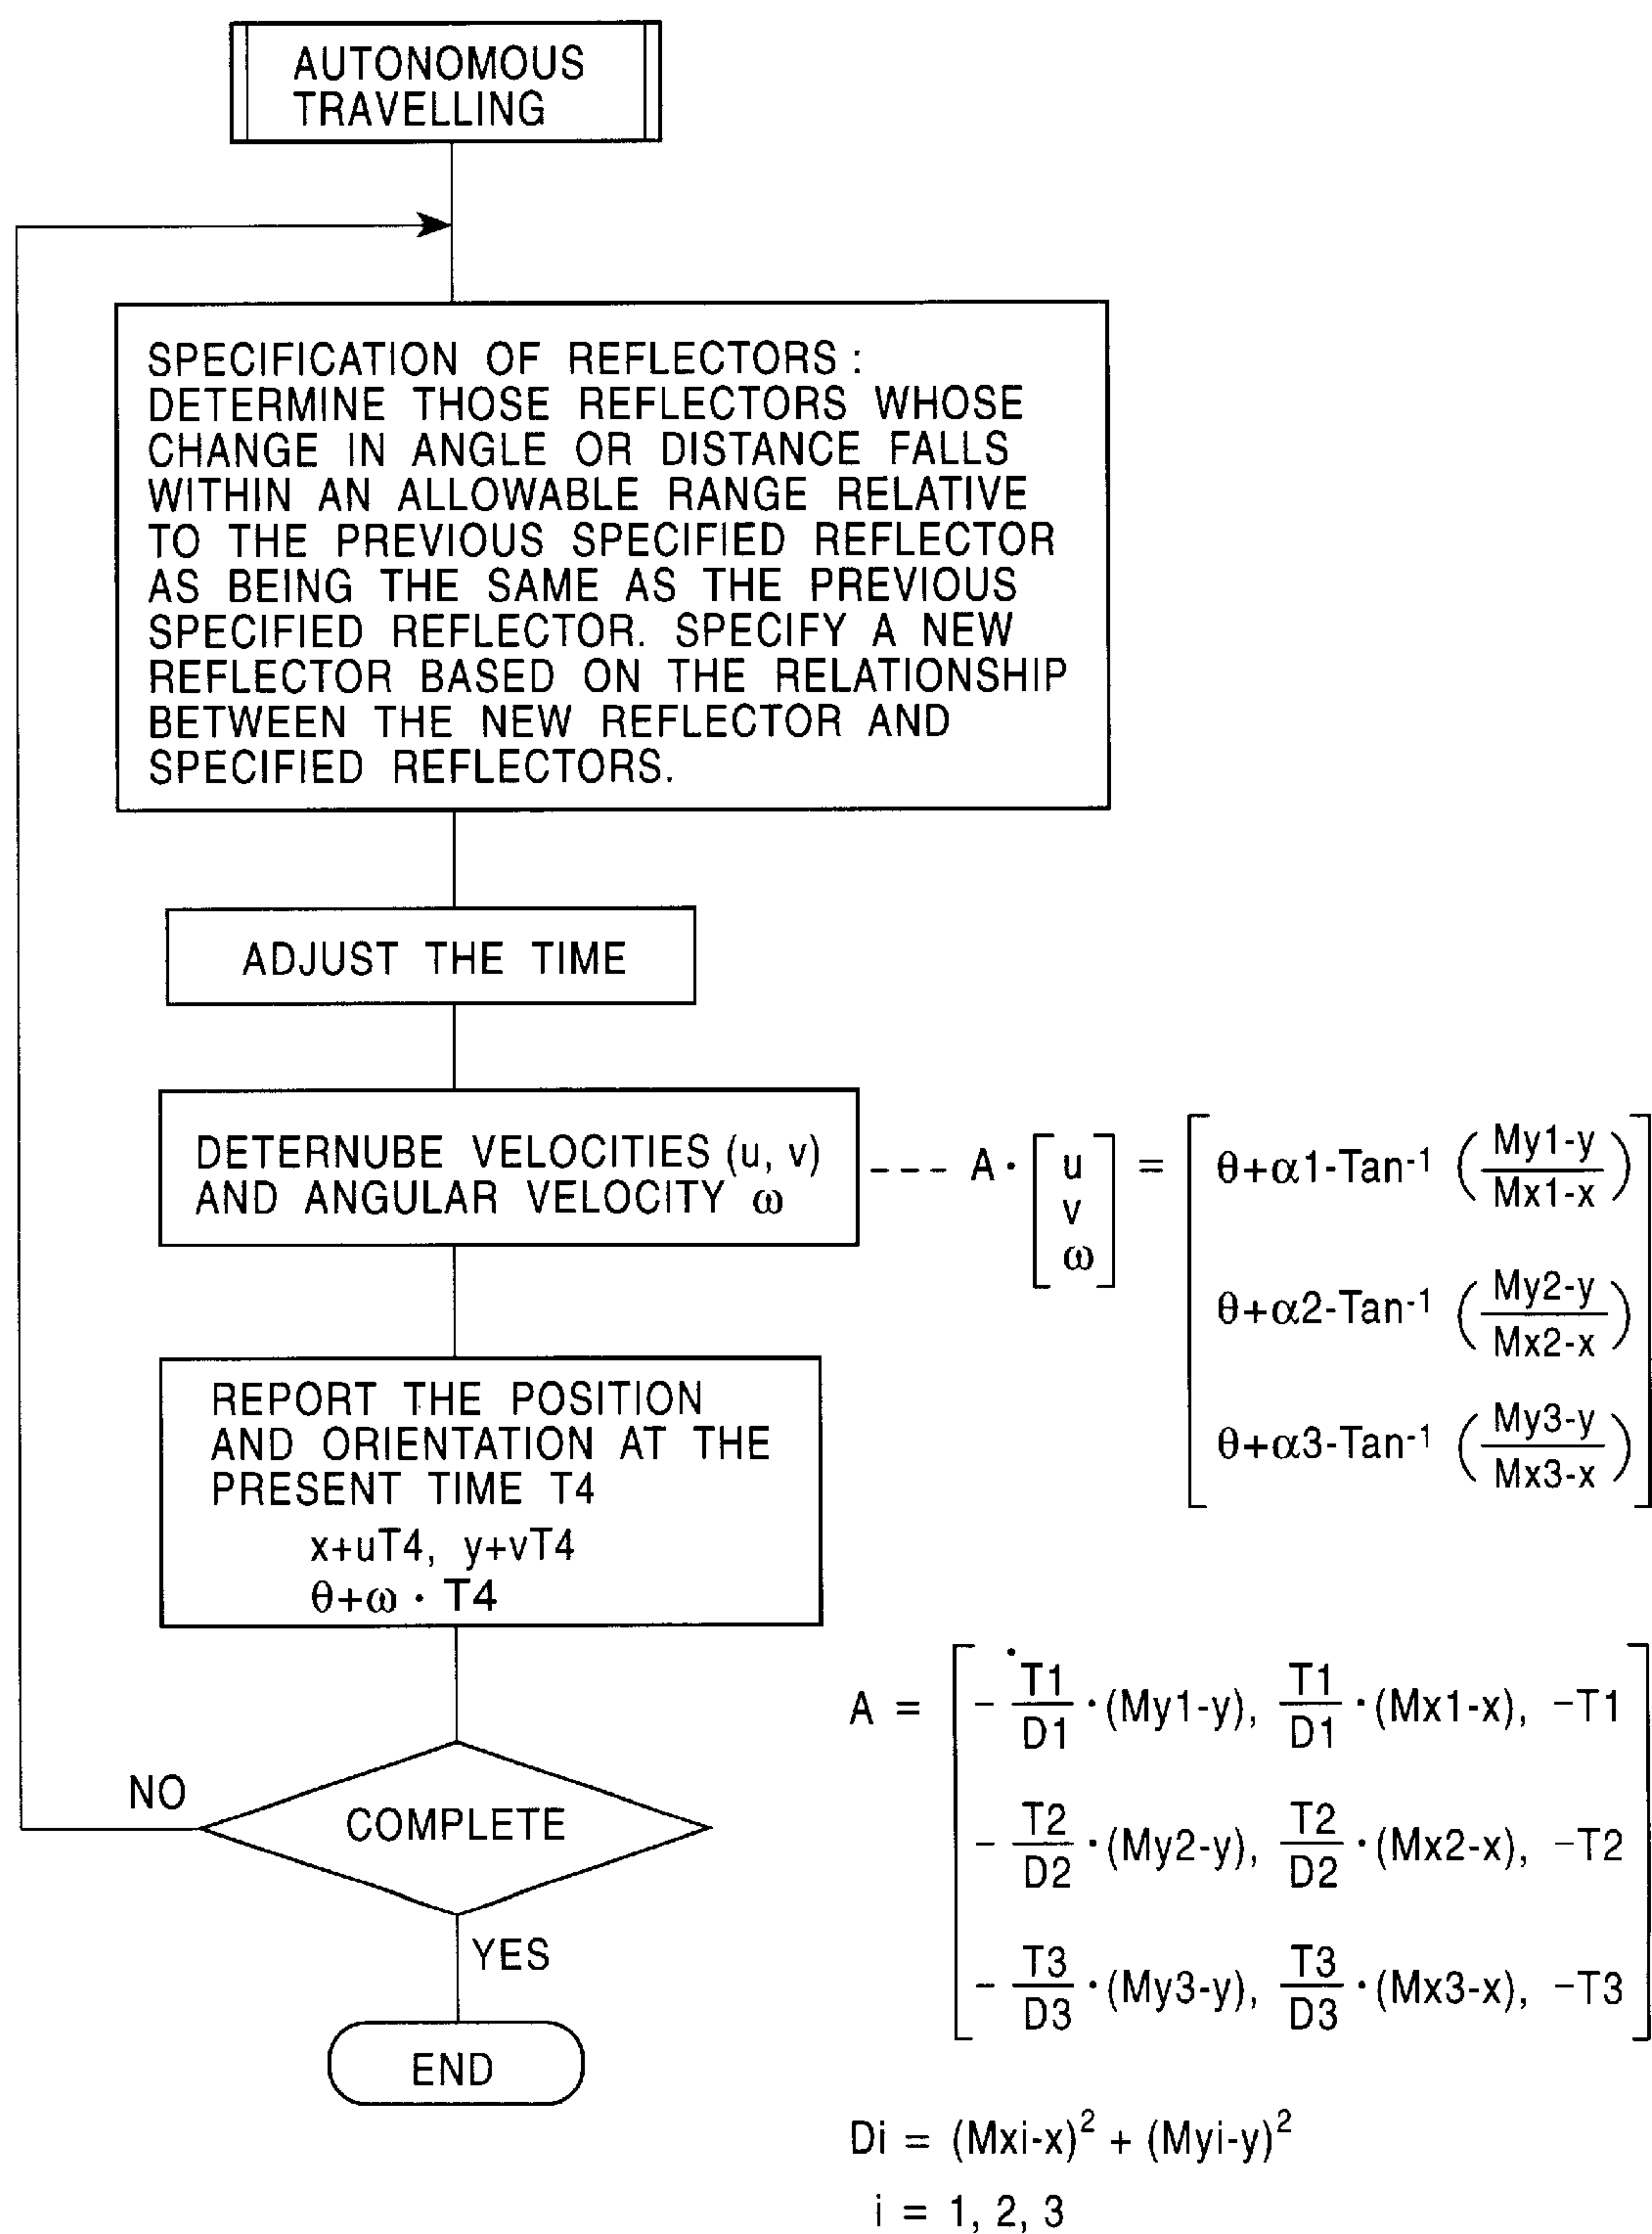 AUTONOMOUS
TRAVELLING
SPECIFICATION OF REFLECTORS :
DETERMINE THOSE REFLECTORS WHOSE
CHANGE IN ANGLE OR DISTANCE FALLS
WITHIN AN ALLOWABLE RANGE RELATIVE
TO THE PREVIOUS SPECIFIED REFLECTOR
AS BEING THE SAME AS THE PREVIOUS
SPECIFIED REFLECTOR. SPECIFY A NEW
REFLECTOR BASED ON THE RELATIONSHIP
BETWEEN THE NEW REFLECTOR AND
SPECIFIED REFLECTORS.
ADJUST THE TIME
DETERNUBE VELOCITIES (u, v)
AND ANGULAR VELOCITY ω
--- A · [ u v ω ] = [
θ+α1-Tan⁻¹ (My1-y / Mx1-x)
θ+α2-Tan⁻¹ (My2-y / Mx2-x)
θ+α3-Tan⁻¹ (My3-y / Mx3-x) ]
REPORT THE POSITION
AND ORIENTATION AT THE
PRESENT TIME T4
x+uT4, y+vT4
θ+ω · T4
A = [ - T1/D1 · (My1-y), T1/D1 · (Mx1-x), -T1
- T2/D2 · (My2-y), T2/D2 · (Mx2-x), -T2
- T3/D3 · (My3-y), T3/D3 · (Mx3-x), -T3 ]
NO
COMPLETE
YES
END
Di = (Mxi-x)² + (Myi-y)²
i = 1, 2, 3